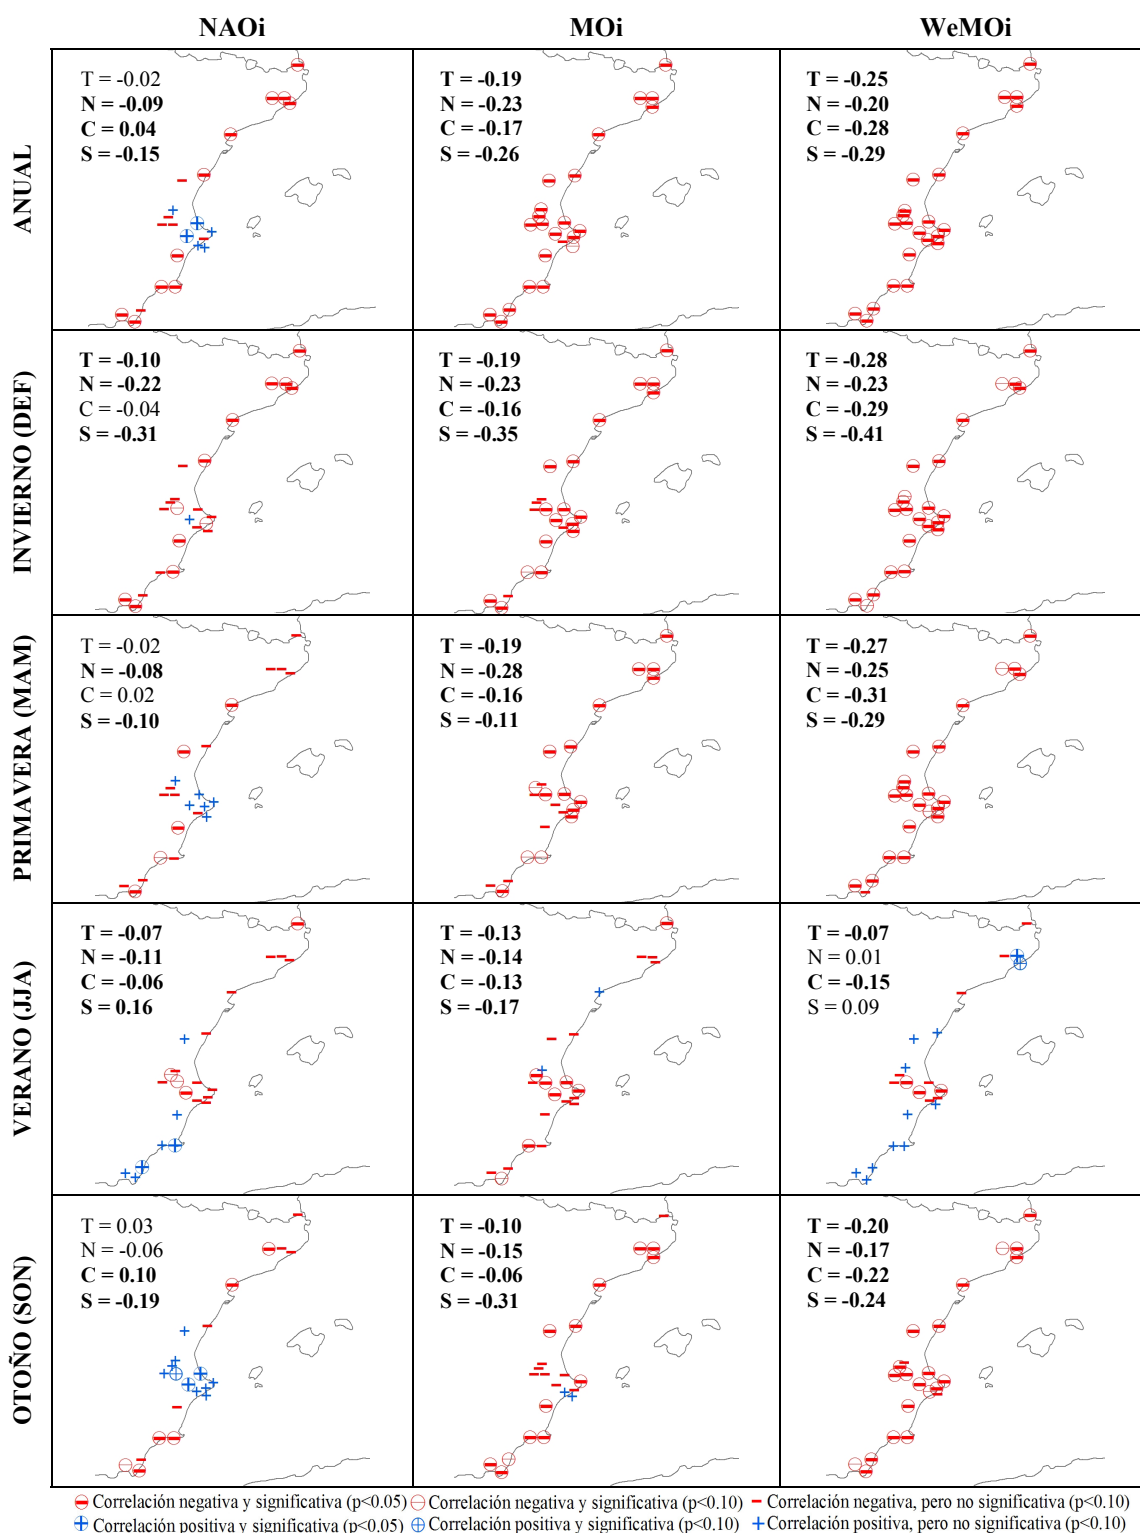 NAOi MOi WeMOi
ANUAL
T = -0.02
N = -0.09
C = 0.04
S = -0.15
T = -0.19
N = -0.23
C = -0.17
S = -0.26
T = -0.25
N = -0.20
C = -0.28
S = -0.29
INVIERNO (DEF)
T = -0.10
N = -0.22
C = -0.04
S = -0.31
T = -0.19
N = -0.23
C = -0.16
S = -0.35
T = -0.28
N = -0.23
C = -0.29
S = -0.41
PRIMAVERA (MAM)
T = -0.02
N = -0.08
C = 0.02
S = -0.10
T = -0.19
N = -0.28
C = -0.16
S = -0.11
T = -0.27
N = -0.25
C = -0.31
S = -0.29
VERANO (JJA)
T = -0.07
N = -0.11
C = -0.06
S = 0.16
T = -0.13
N = -0.14
C = -0.13
S = -0.17
T = -0.07
N = 0.01
C = -0.15
S = 0.09
OTOÑO (SON)
T = 0.03
N = -0.06
C = 0.10
S = -0.19
T = -0.10
N = -0.15
C = -0.06
S = -0.31
T = -0.20
N = -0.17
C = -0.22
S = -0.24
Correlación negativa y significativa (p<0.05) Correlación negativa y significativa (p<0.10) Correlación negativa, pero no significativa (p<0.10)
Correlación positiva y significativa (p<0.05) Correlación positiva y significativa (p<0.10) Correlación positiva, pero no significativa (p<0.10)